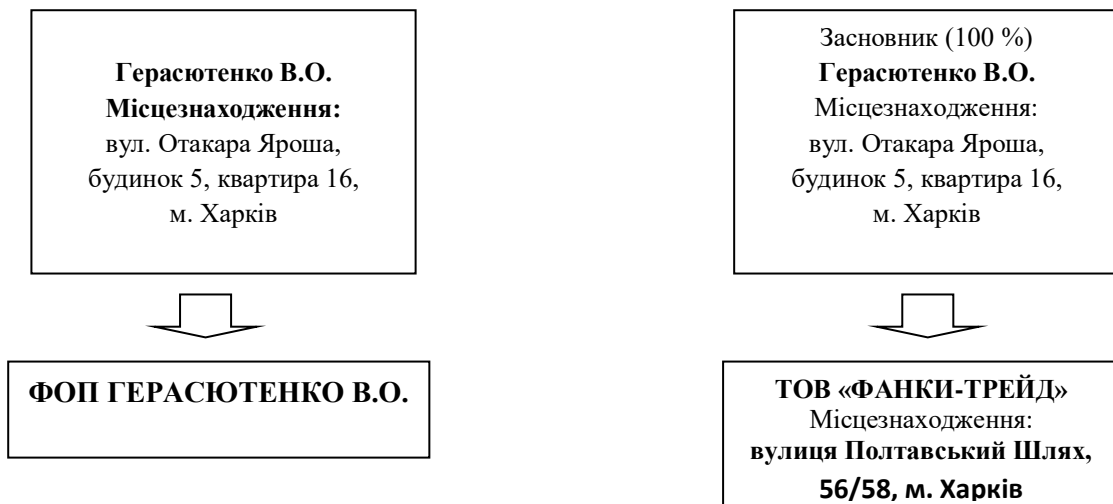 Герасютенко В.О.
Місцезнаходження:
вул. Отакара Яроша,
будинок 5, квартира 16,
м. Харків
ФОП ГЕРАСЮТЕНКО В.О.
Засновник (100 %)
Герасютенко В.О.
Місцезнаходження:
вул. Отакара Яроша,
будинок 5, квартира 16,
м. Харків
ТОВ «ФАНКИ-ТРЕЙД»
Місцезнаходження:
вулиця Полтавський Шлях,
56/58, м. Харків